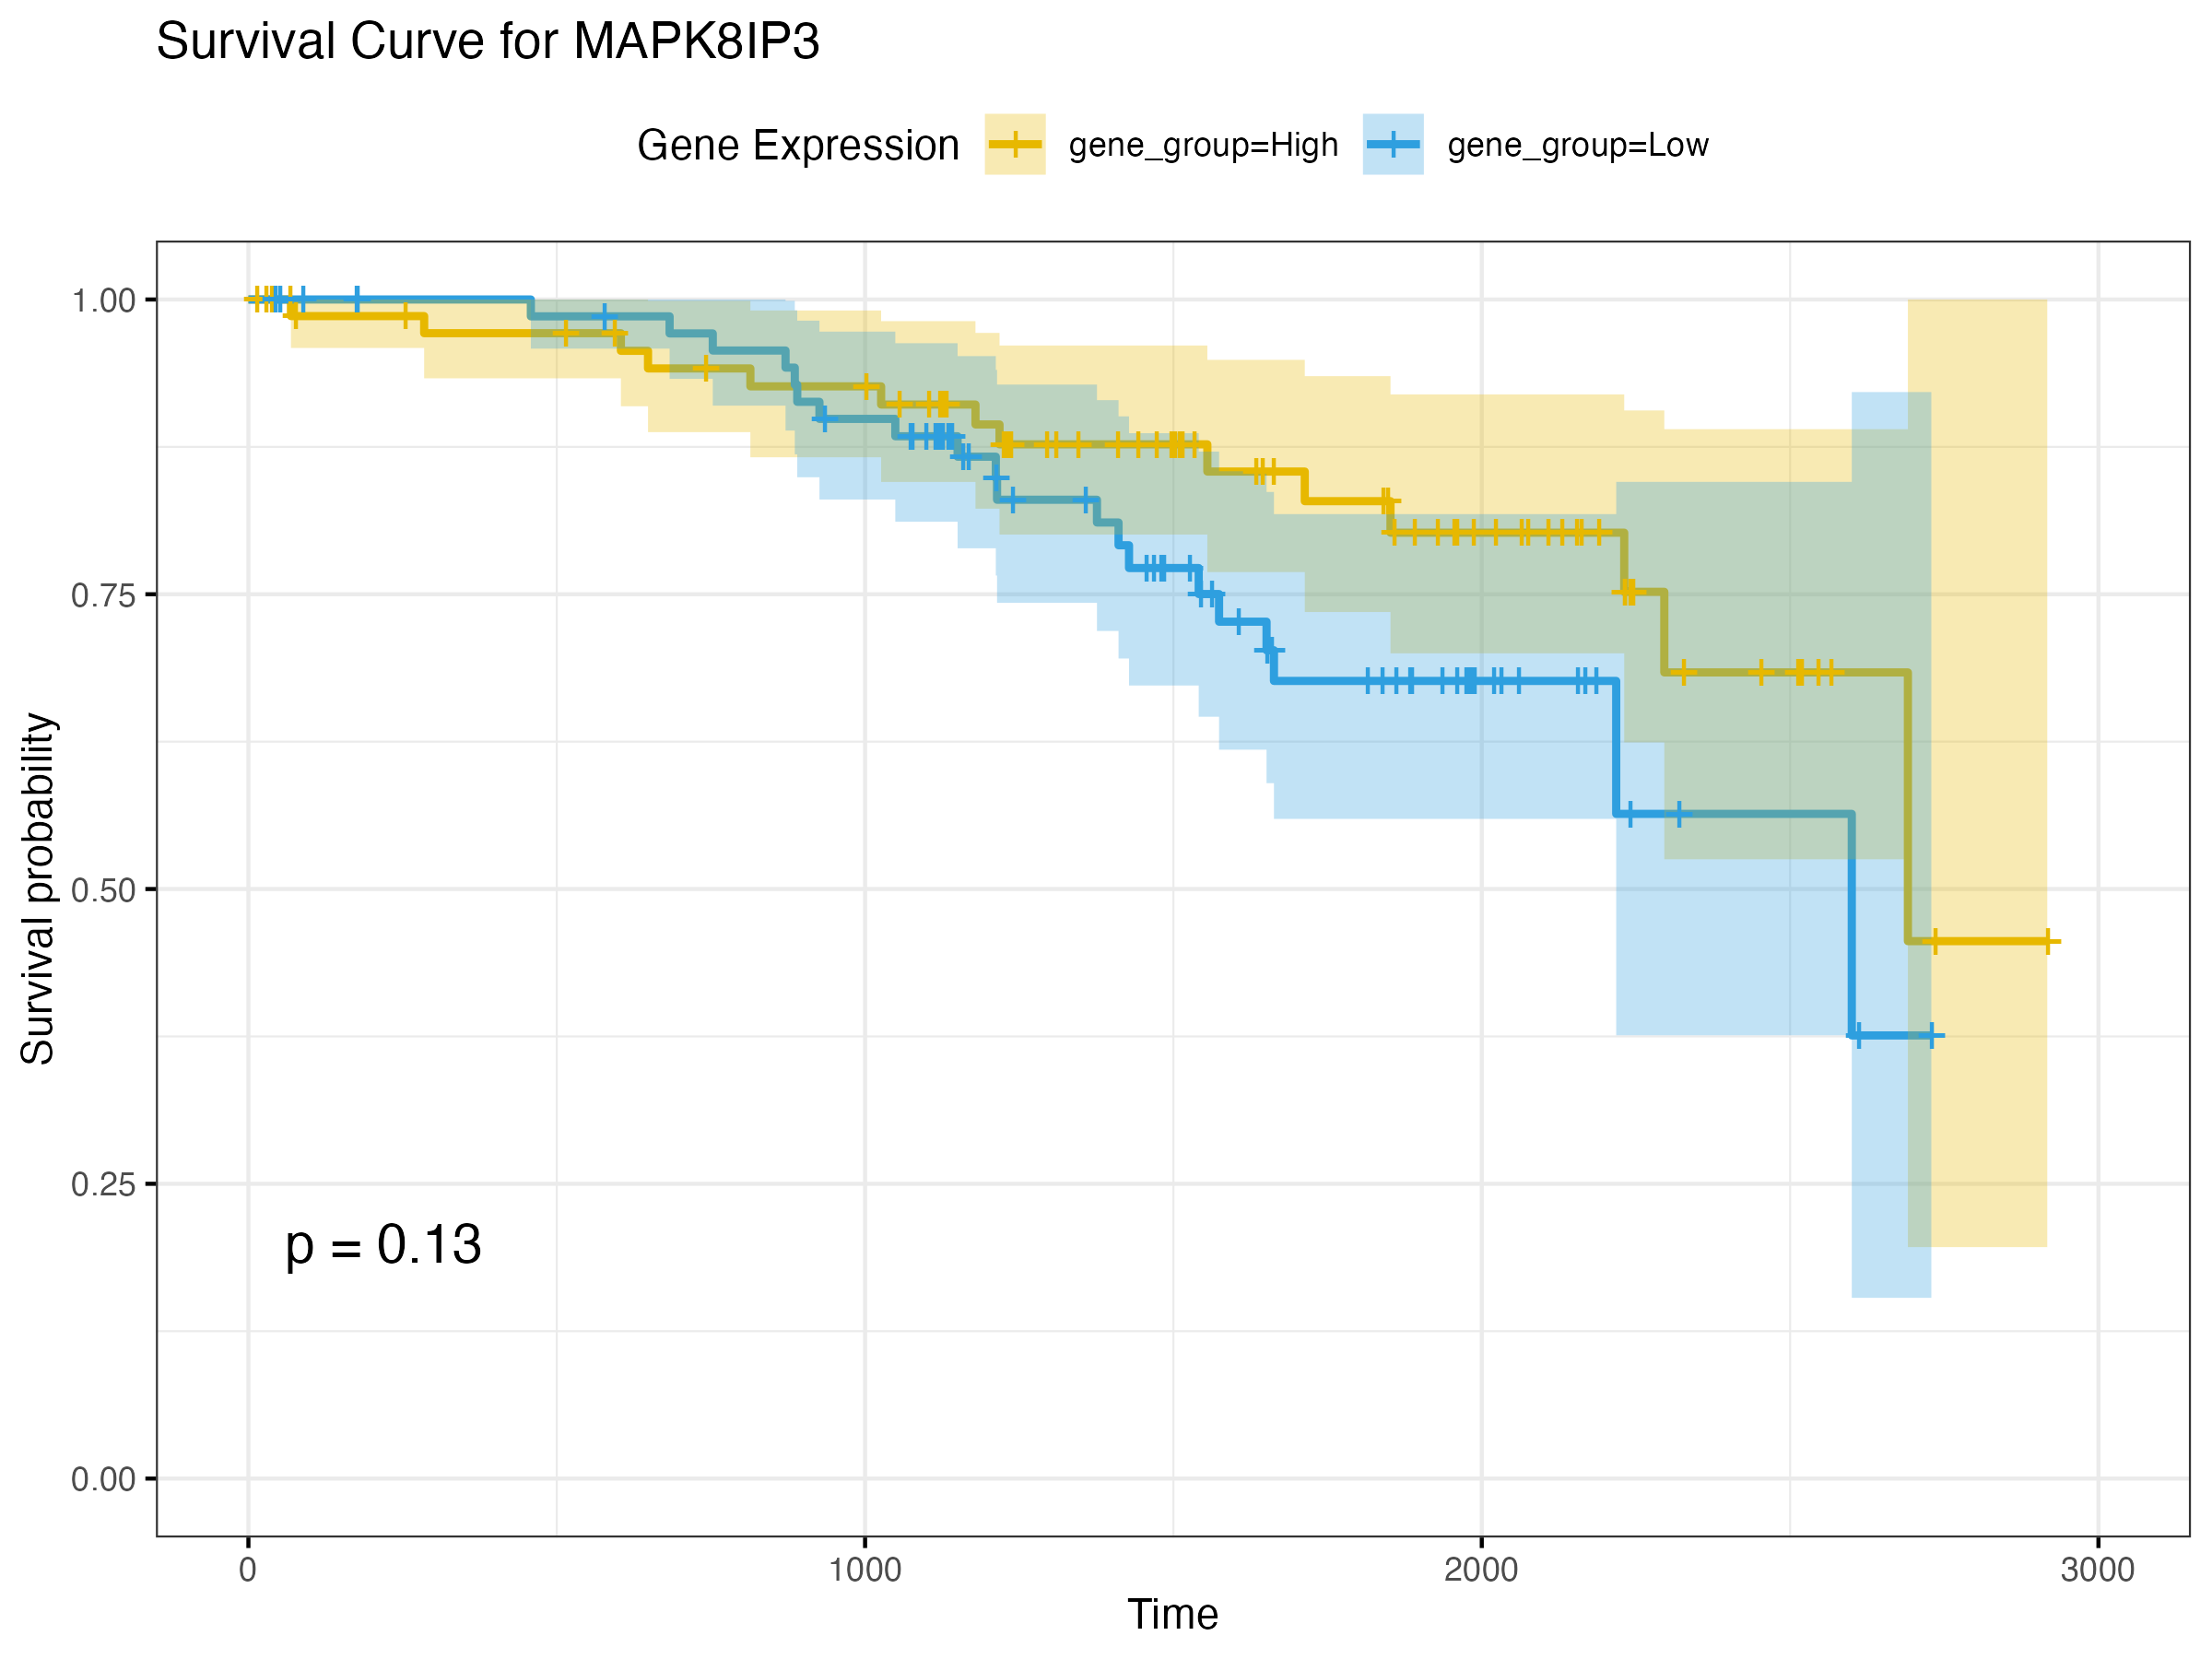 Survival Curve for MAPK8IP3
Gene Expression gene_group=High gene_group=Low
1.00
0.75
0.50
0.25
0.00
Survival probability
p = 0.13
0 1000 2000 3000
Time